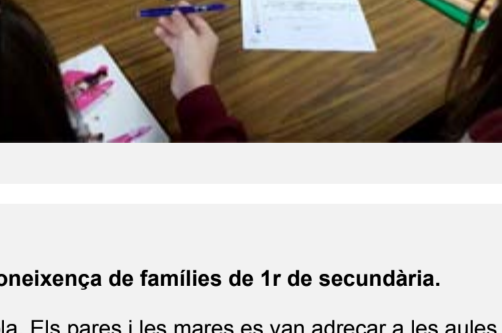 oneixença de famílies de 1r de secundària.
la. Els pares i les mares es van adreçar a les aules